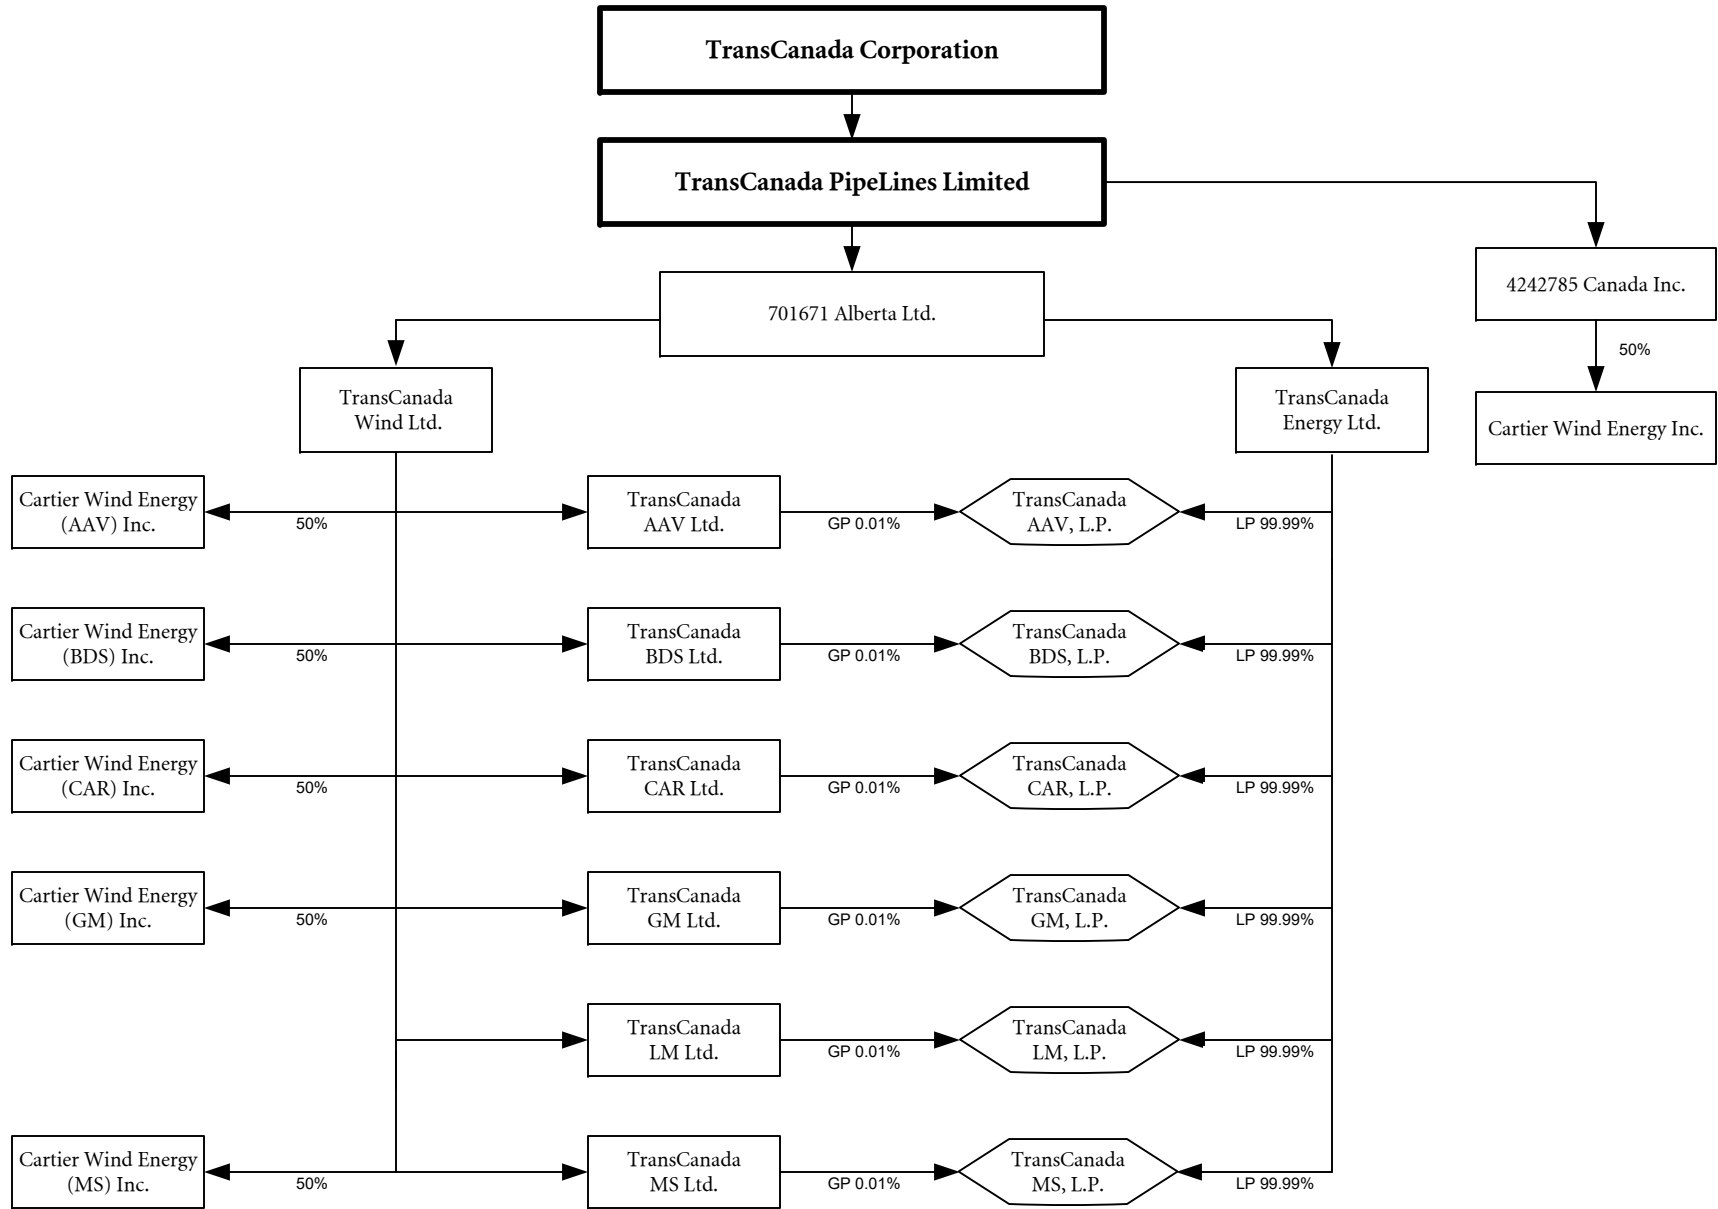 TransCanada Corporation
TransCanada PipeLines Limited
4242785 Canada Inc.
701671 Alberta Ltd.
50%
TransCanada
Wind Ltd.
TransCanada
Energy Ltd.
Cartier Wind Energy Inc.
Cartier Wind Energy
(AAV) Inc.
50%
TransCanada
AAV Ltd.
GP 0.01%
TransCanada
AAV, L.P.
LP 99.99%
Cartier Wind Energy
(BDS) Inc.
50%
TransCanada
BDS Ltd.
GP 0.01%
TransCanada
BDS, L.P.
LP 99.99%
Cartier Wind Energy
(CAR) Inc.
50%
TransCanada
CAR Ltd.
GP 0.01%
TransCanada
CAR, L.P.
LP 99.99%
Cartier Wind Energy
(GM) Inc.
50%
TransCanada
GM Ltd.
GP 0.01%
TransCanada
GM, L.P.
LP 99.99%
TransCanada
LM Ltd.
GP 0.01%
TransCanada
LM, L.P.
LP 99.99%
Cartier Wind Energy
(MS) Inc.
50%
TransCanada
MS Ltd.
GP 0.01%
TransCanada
MS, L.P.
LP 99.99%